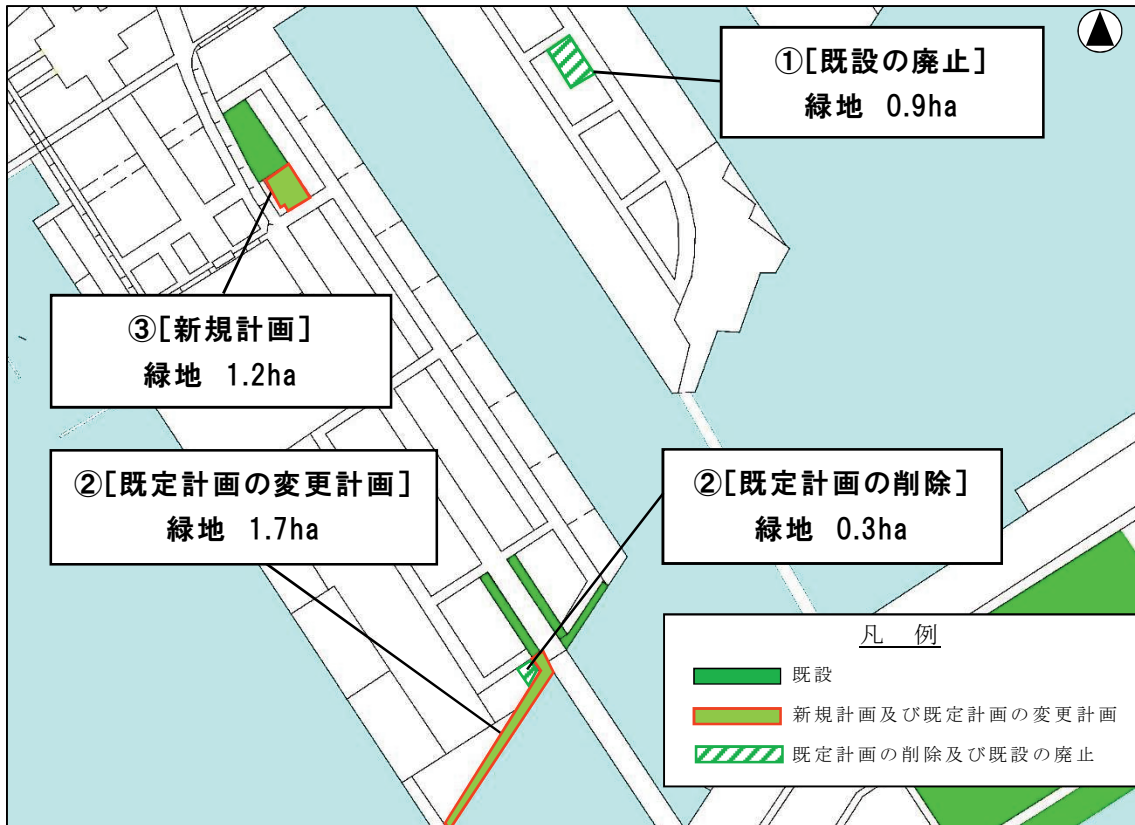 ①[既設の廃止]
緑地 0.9ha
③[新規計画]
緑地 1.2ha
②[既定計画の変更計画]
緑地 1.7ha
②[既定計画の削除]
緑地 0.3ha
凡 例
既設
新規計画及び既定計画の変更計画
既定計画の削除及び既設の廃止